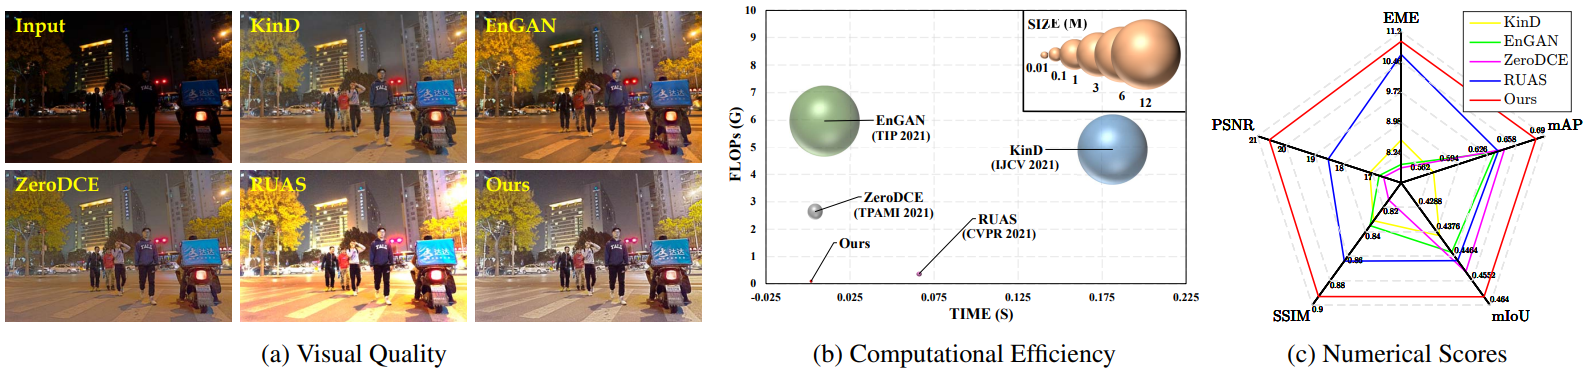 Input
KinD
EnGAN
ZeroDCE
RUAS
Ours
(a) Visual Quality
FLOPs (G)
10
9
8
7
6
5
4
3
2
1
0
-0.025
0.025
0.075
0.125
0.175
0.225
TIME (S)
SIZE (M)
0.01
0.1
1
3
6
12
EnGAN
(TIP 2021)
KinD
(IJCV 2021)
ZeroDCE
(TPAMI 2021)
RUAS
(CVPR 2021)
Ours
(b) Computational Efficiency
EME
11.2
10.46
9.72
8.98
8.24
KinD
EnGAN
ZeroDCE
RUAS
Ours
PSNR
21
20
19
18
17
mAP
0.69
0.658
0.626
0.594
0.562
SSIM
0.9
0.88
0.86
0.84
0.82
mIoU
0.464
0.4552
0.4464
0.4376
0.4288
(c) Numerical Scores